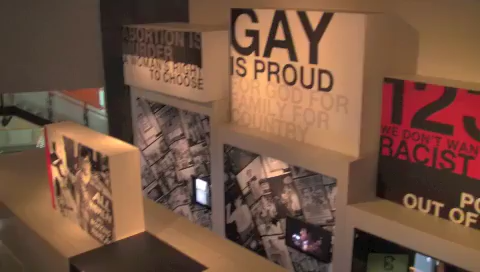 ABORTION IS
MURDER
A WOMAN'S RIGHT
TO CHOOSE
GAY
IS PROUD
FOR GOD FOR
FAMILY FOR
COUNTRY
123
WE DON'T WANT
RACIST
OUT OF
ALL